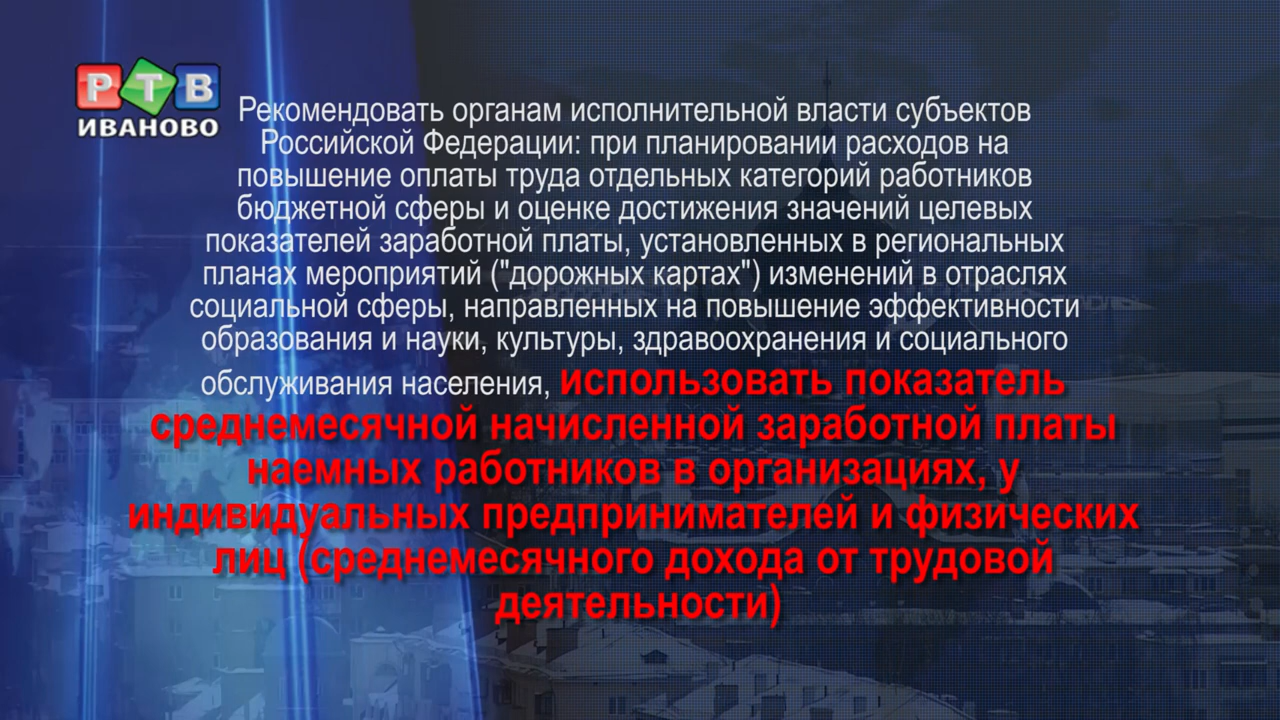 РТВ
ИВАНОВО
Рекомендовать органам исполнительной власти субъектов
Российской Федерации: при планировании расходов на
повышение оплаты труда отдельных категорий работников
бюджетной сферы и оценке достижения значений целевых
показателей заработной платы, установленных в региональных
планах мероприятий ("дорожных картах") изменений в отраслях
социальной сферы, направленных на повышение эффективности
образования и науки, культуры, здравоохранения и социального
обслуживания населения, использовать показатель
среднемесячной начисленной заработной платы
наемных работников в организациях, у
индивидуальных предпринимателей и физических
лиц (среднемесячного дохода от трудовой
деятельности)